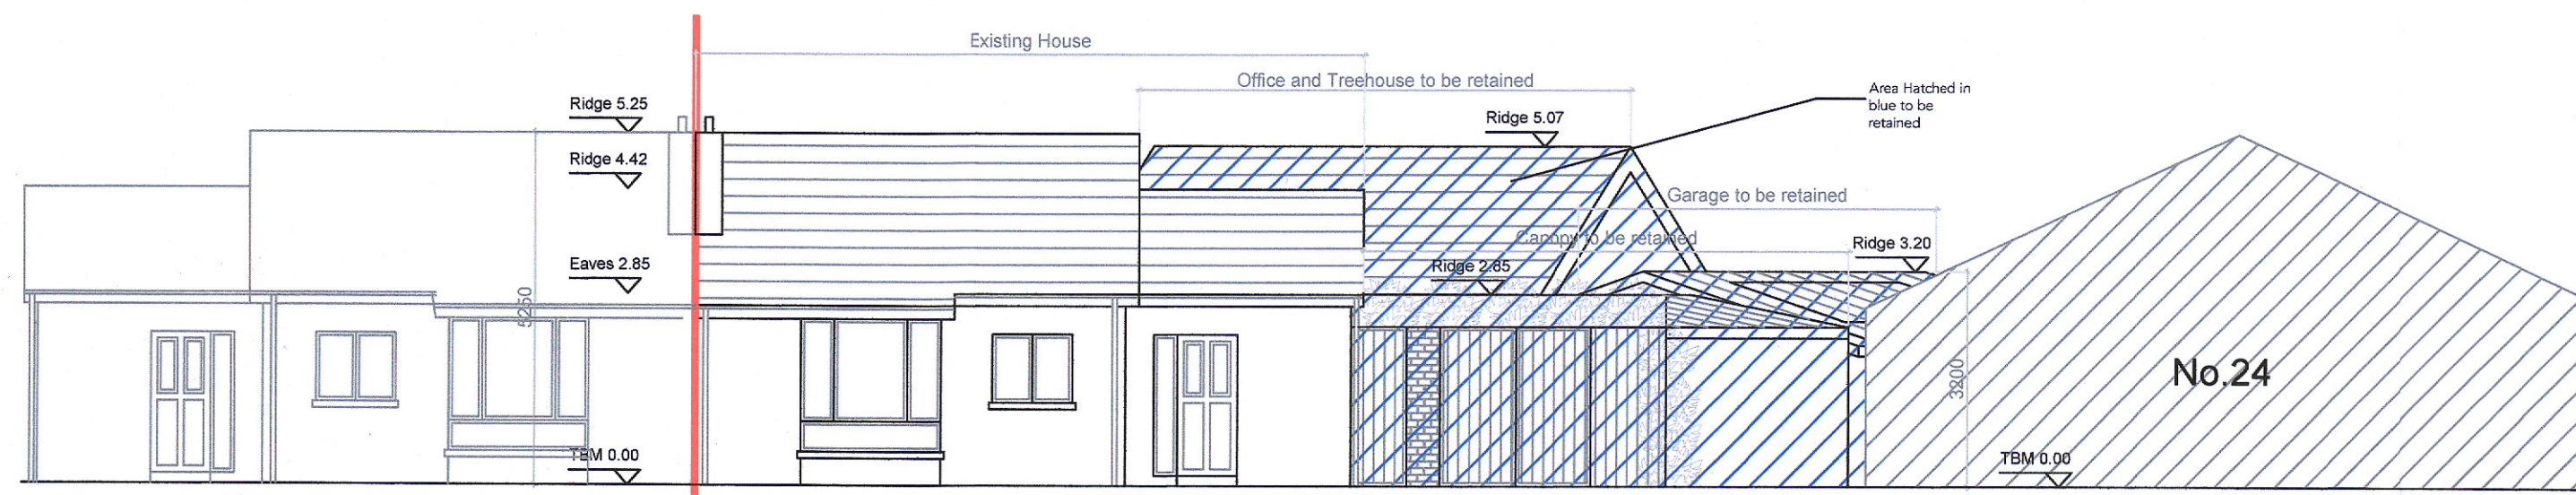 Existing House
Office and Treehouse to be retained
Area Hatched in
blue to be
retained
Ridge 5.25
Ridge 5.07
Ridge 4.42
Garage to be retained
Canopy to be retained
Ridge 3.20
Eaves 2.85
Ridge 2.85
5250
3200
No.24
TBM 0.00
TBM 0.00